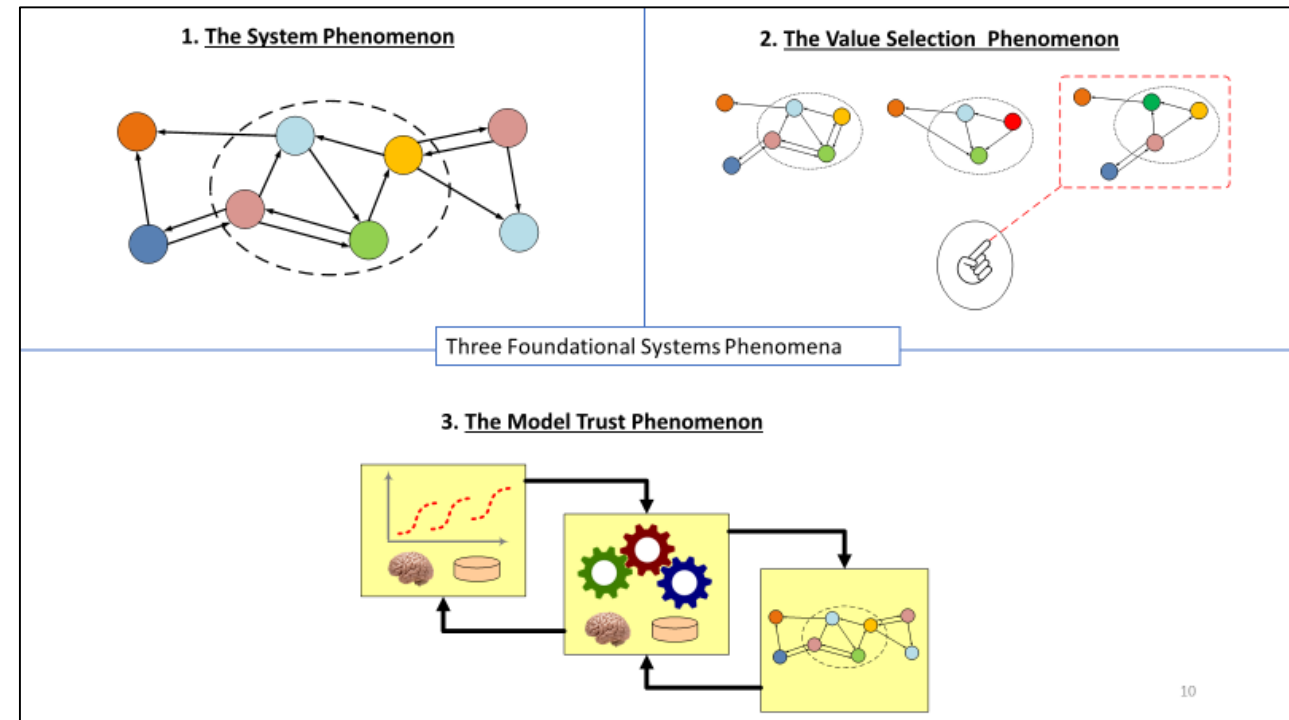 1. The System Phenomenon
2. The Value Selection Phenomenon
Three Foundational Systems Phenomena
3. The Model Trust Phenomenon
10